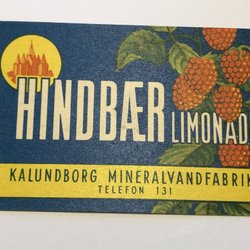 HINDBÆR LIMONAD
KALUNDBORG MINERALVANDFABRIK
TELEFON 131